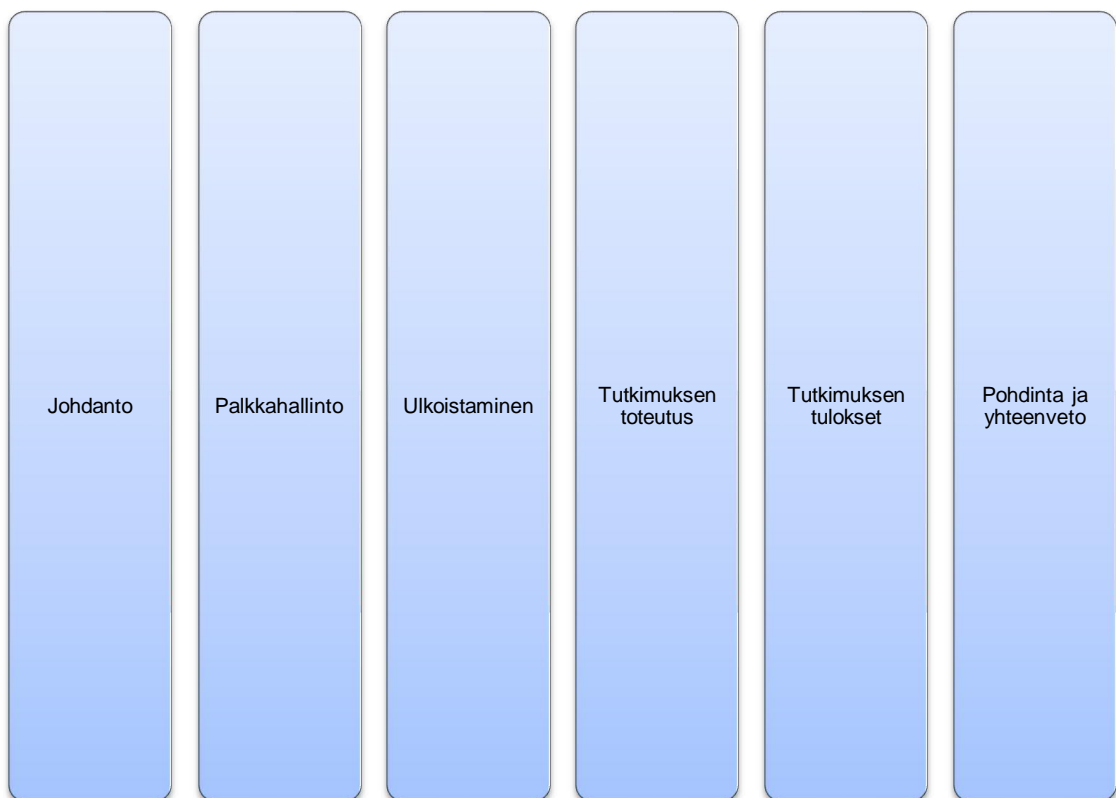 Johdanto
Palkkahallinto
Ulkoistaminen
Tutkimuksen
toteutus
Tutkimuksen
tulokset
Pohdinta ja
yhteenveto